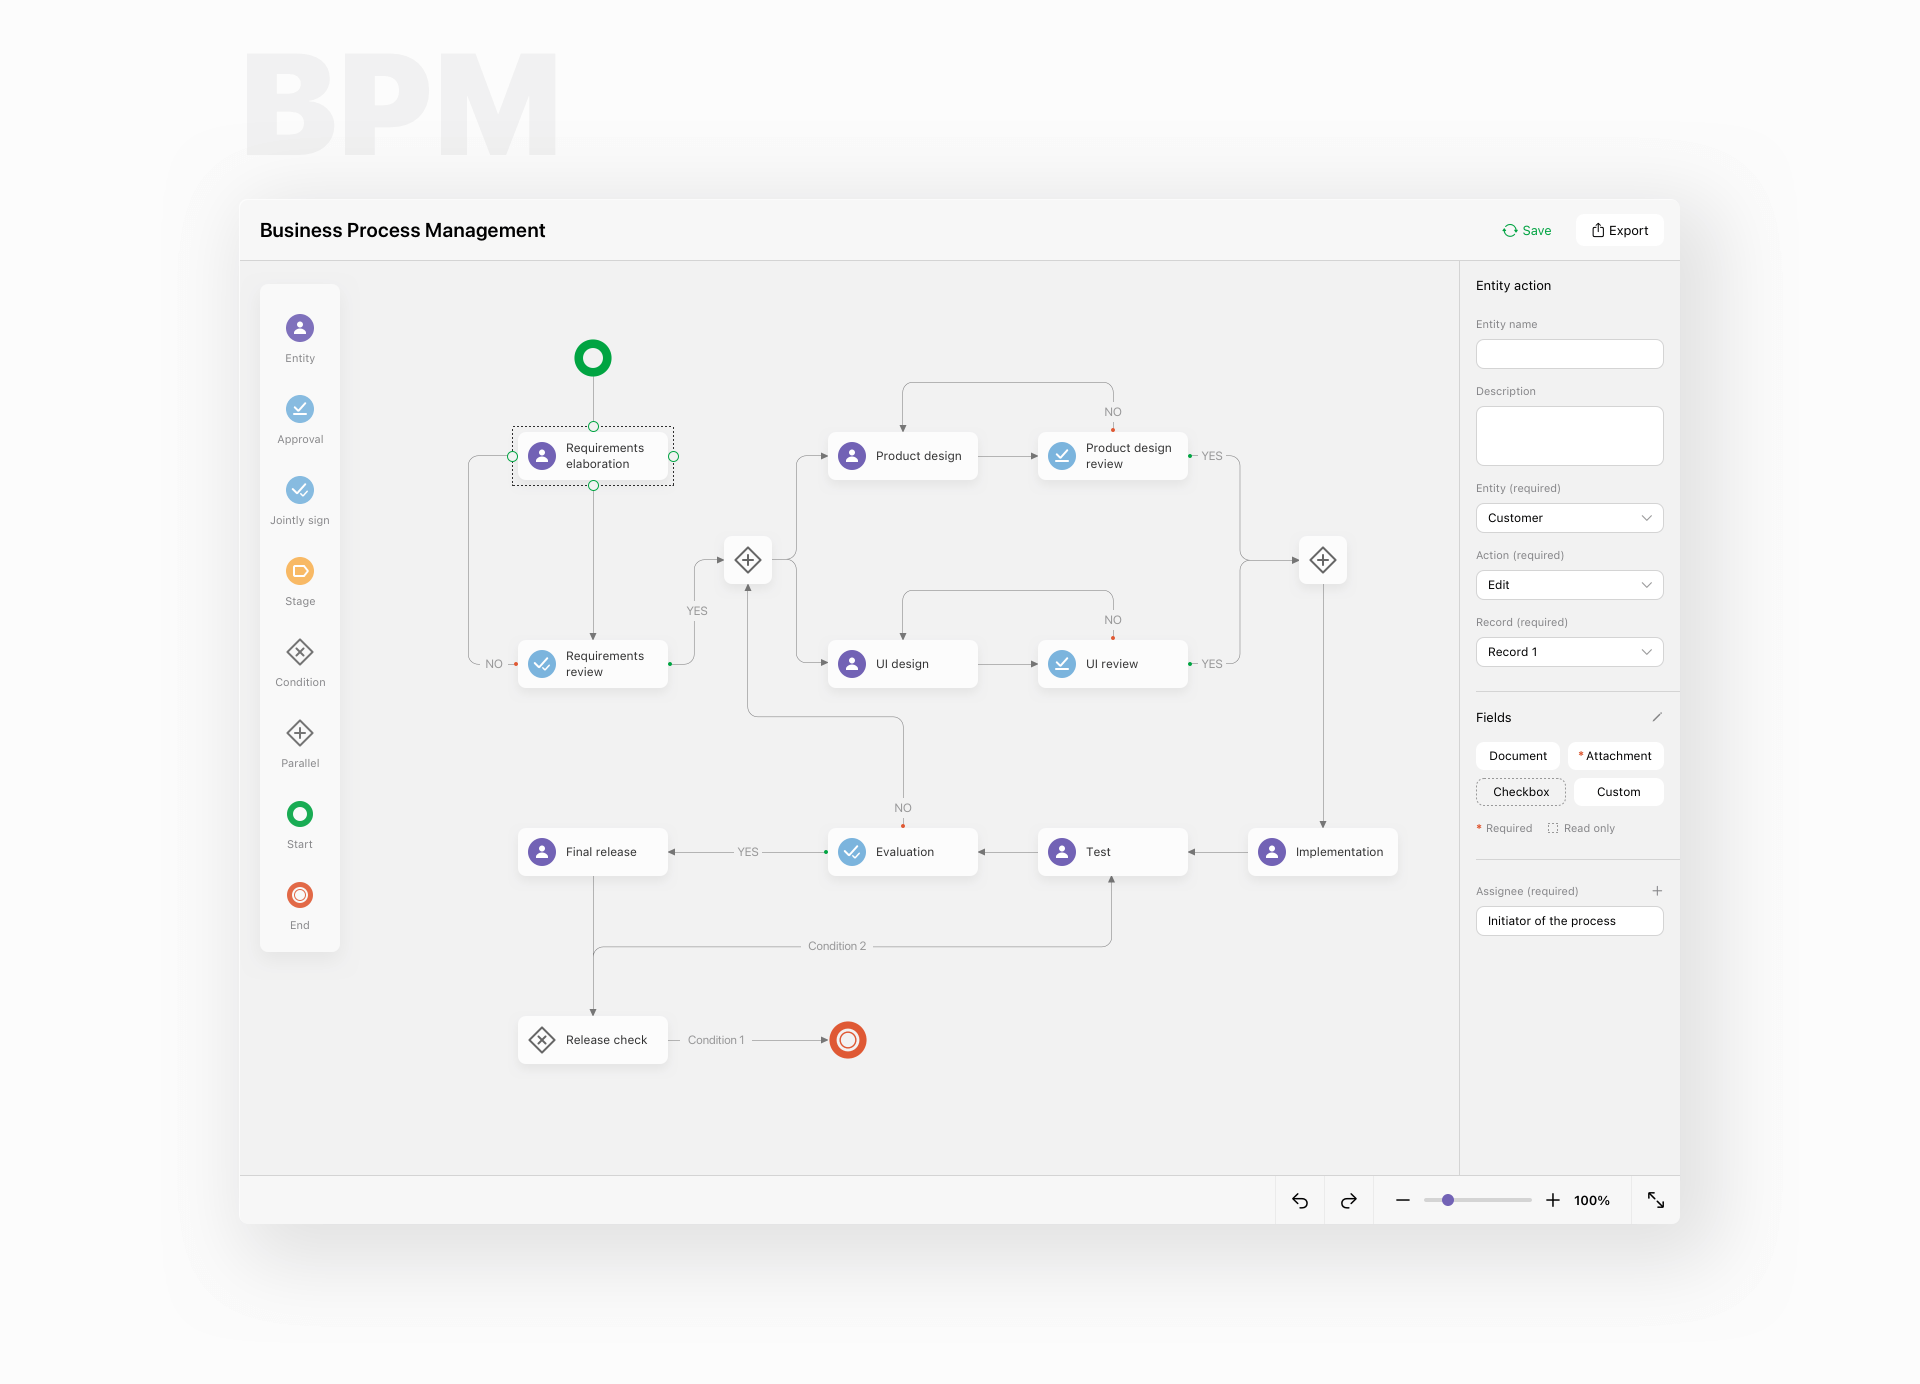 BPM
Business Process Management
Save
Export
Entity
Approval
Jointly sign
Stage
Condition
Parallel
Start
End
NO
Requirements
elaboration
Product design
Product design
review
YES
YES
NO
Requirements
review
NO
UI design
UI review
YES
NO
Final release
YES
Evaluation
Test
Implementation
Condition 2
Release check
Condition 1
Entity action
Entity name
Description
Entity (required)
Customer
Action (required)
Edit
Record (required)
Record 1
Fields
Document
* Attachment
Checkbox
Custom
* Required
Read only
Assignee (required)
Initiator of the process
100%